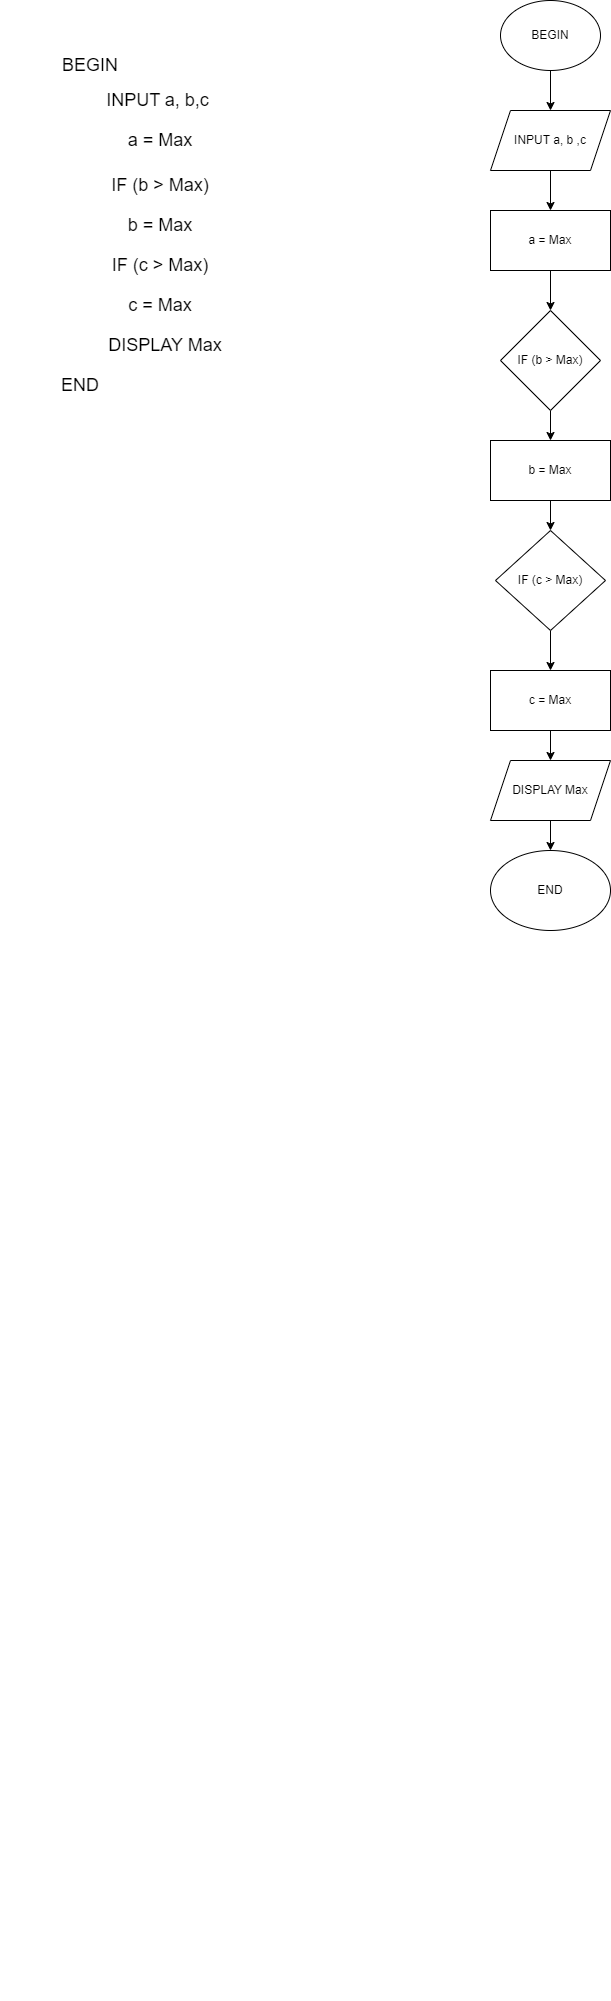 BEGIN
INPUT a, b,c
a = Max
IF (b > Max)
b = Max
IF (c > Max)
c = Max
DISPLAY Max
END
BEGIN
INPUT a, b ,c
a = Max
IF (b > Max)
b = Max
IF (c > Max)
c = Max
DISPLAY Max
END